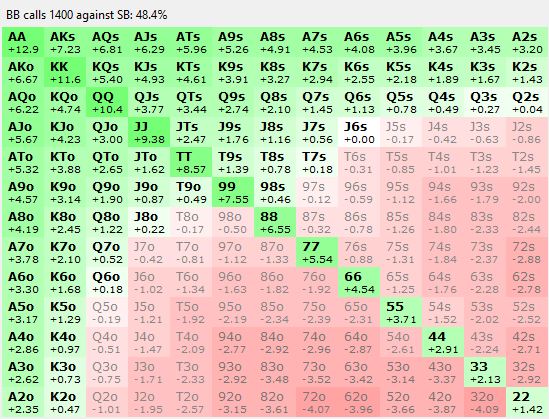 BB calls 1400 against SB: 48.4%
AA AKs AQs AJs ATs A9s A8s A7s A6s A5s A4s A3s A2s
+12.9 +7.23 +6.81 +6.29 +5.96 +5.26 +4.91 +4.53 +4.08 +3.96 +3.67 +3.45 +3.20
AKo KK KQs KJs KTs K9s K8s K7s K6s K5s K4s K3s K2s
+6.67 +11.6 +5.40 +4.93 +4.61 +3.91 +3.27 +2.94 +2.55 +2.18 +1.89 +1.67 +1.43
AQo KQo QQ QJs QTs Q9s Q8s Q7s Q6s Q5s Q4s Q3s Q2s
+6.22 +4.74 +10.4 +3.77 +3.44 +2.74 +2.10 +1.45 +1.13 +0.78 +0.49 +0.27 +0.04
AJo KJo QJo JJ JTs J9s J8s J7s J6s J5s J4s J3s J2s
+5.67 +4.23 +3.00 +9.38 +2.47 +1.76 +1.16 +0.56 +0.00 -0.17 -0.42 -0.63 -0.86
ATo KTo QTo JTo TT T9s T8s T7s T6s T5s T4s T3s T2s
+5.32 +3.88 +2.65 +1.62 +8.57 +1.39 +0.78 +0.18 -0.31 -0.85 -1.01 -1.23 -1.45
A9o K9o Q9o J9o T9o 99 98s 97s 96s 95s 94s 93s 92s
+4.57 +3.14 +1.90 +0.87 +0.49 +7.55 +0.46 -0.12 -0.59 -1.12 -1.66 -1.79 -2.00
A8o K8o Q8o J8o T8o 98o 88 87s 86s 85s 84s 83s 82s
+4.19 +2.45 +1.22 +0.22 -0.17 -0.50 +6.55 -0.32 -0.78 -1.26 -1.80 -2.33 -2.44
A7o K7o Q7o J7o T7o 97o 87o 77 76s 75s 74s 73s 72s
+3.78 +2.10 +0.52 -0.42 -0.81 -1.12 -1.33 +5.54 -0.88 -1.31 -1.84 -2.37 -2.88
A6o K6o Q6o J6o T6o 96o 86o 76o 66 65s 64s 63s 62s
+3.30 +1.68 +0.18 -1.02 -1.34 -1.63 -1.82 -1.92 +4.54 -1.25 -1.76 -2.28 -2.78
A5o K5o Q5o J5o T5o 95o 85o 75o 65o 55 54s 53s 52s
+3.17 +1.29 -0.19 -1.21 -1.92 -2.19 -2.34 -2.39 -2.31 +3.71 -1.52 -2.02 -2.52
A4o K4o Q4o J4o T4o 94o 84o 74o 64o 54o 44 43s 42s
+2.86 +0.97 -0.51 -1.47 -2.09 -2.77 -2.92 -2.96 -2.87 -2.61 +2.91 -2.24 -2.71
A3o K3o Q3o J3o T3o 93o 83o 73o 63o 53o 43o 33 32s
+2.62 +0.73 -0.75 -1.71 -2.33 -2.92 -3.48 -3.52 -3.42 -3.14 -3.37 +2.13 -2.92
A2o K2o Q2o J2o T2o 92o 82o 72o 62o 52o 42o 32o 22
+2.33 +0.47 -1.01 -1.95 -2.57 -3.15 -3.61 -4.07 -3.96 -3.68 -3.87 -4.09 +1.42